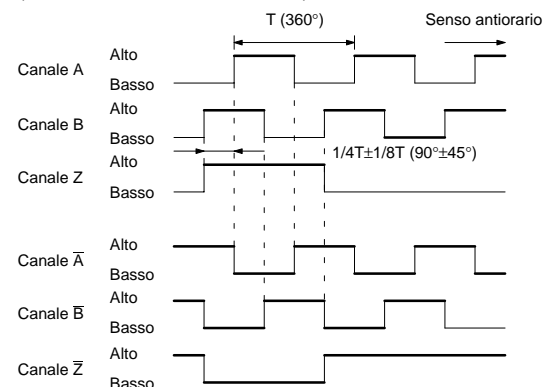 T (360°) Senso antiorario
Canale A Alto
Basso
Canale B Alto
Basso
1/4T±1/8T (90°±45°)
Canale Z Alto
Basso
Canale A̅ Alto
Basso
Canale B̅ Alto
Basso
Canale Z̅ Alto
Basso